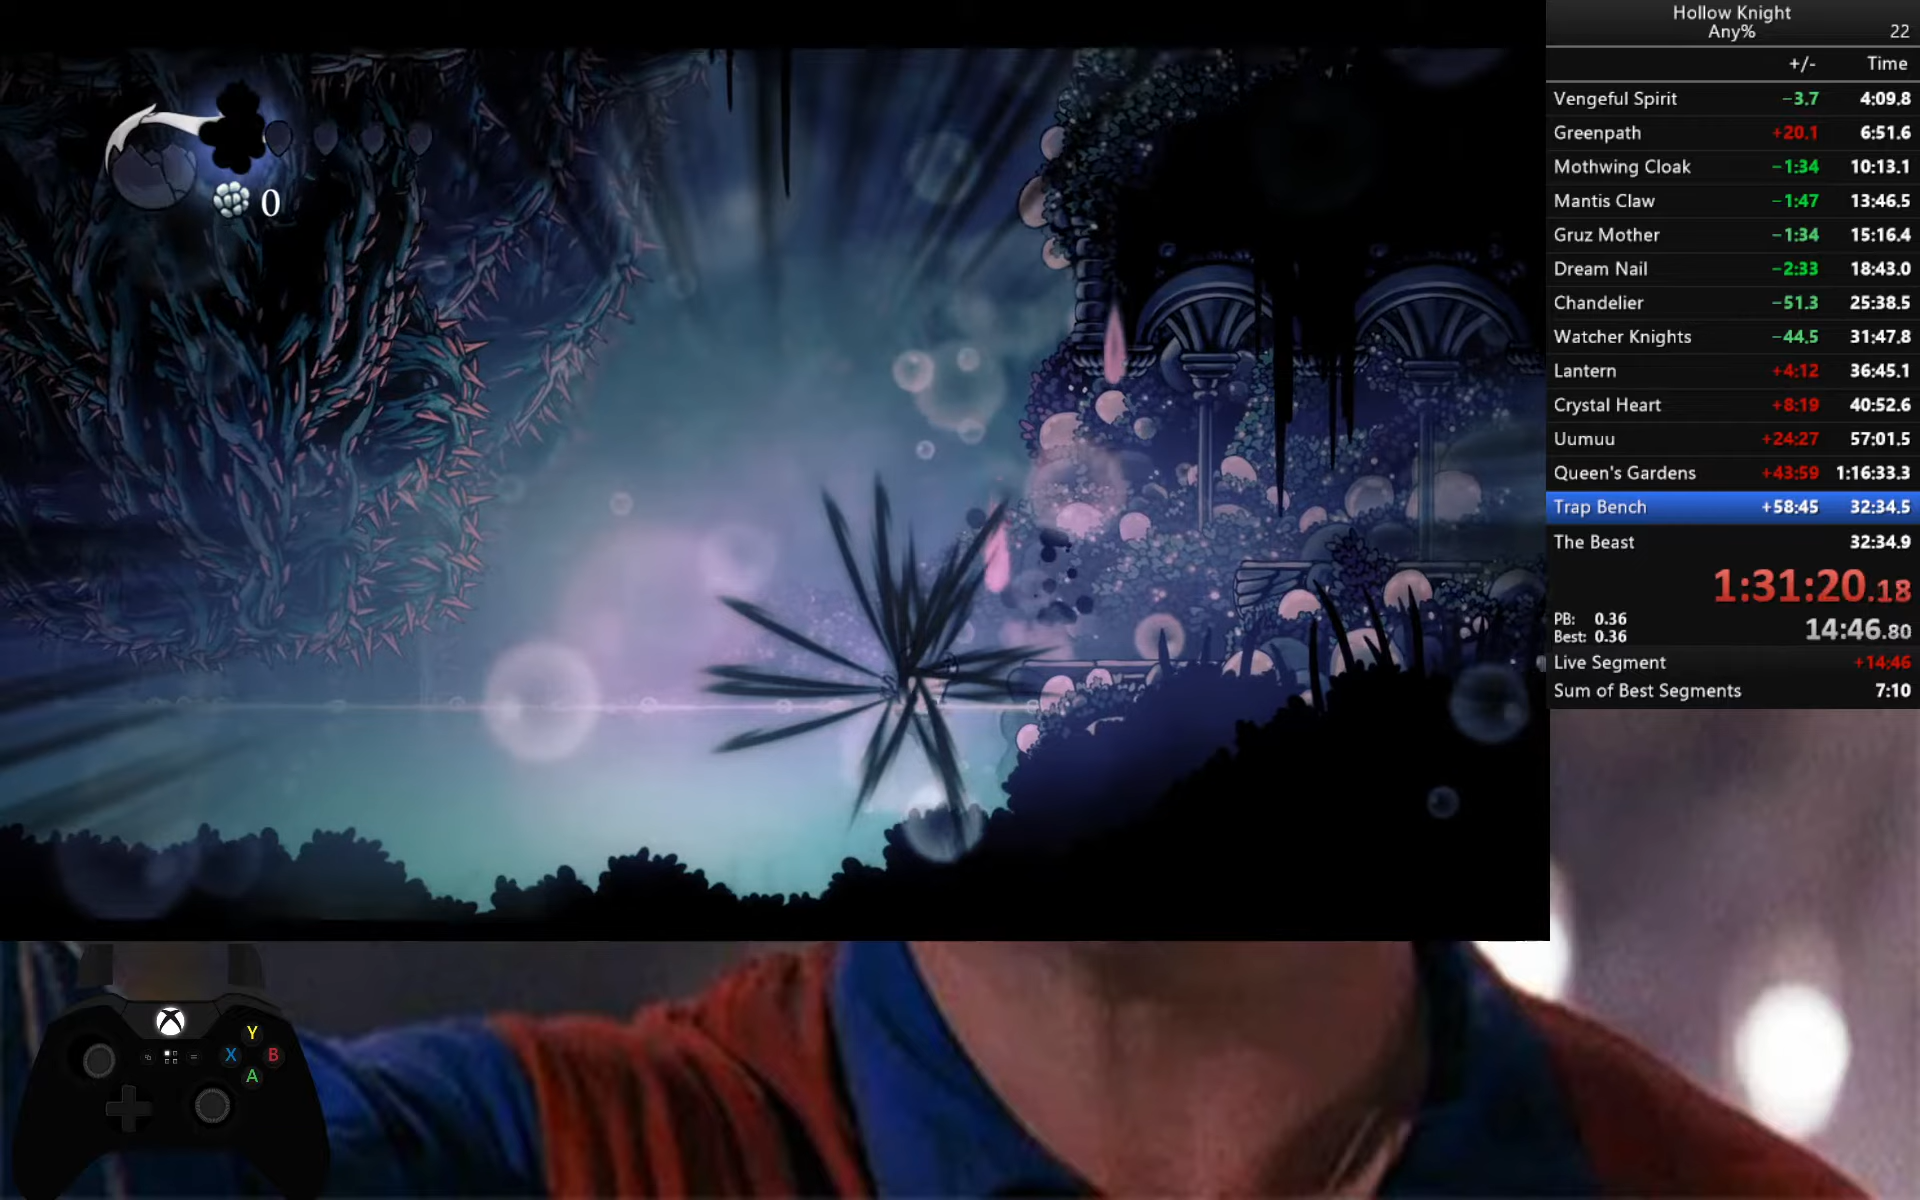 0
Hollow Knight
Any% 22
+/- Time
Vengeful Spirit −3.7 4:09.8
Greenpath +20.1 6:51.6
Mothwing Cloak −1:34 10:13.1
Mantis Claw −1:47 13:46.5
Gruz Mother −1:34 15:16.4
Dream Nail −2:33 18:43.0
Chandelier −51.3 25:38.5
Watcher Knights −44.5 31:47.8
Lantern +4:12 36:45.1
Crystal Heart +8:19 40:52.6
Uumuu +24:27 57:01.5
Queen's Gardens +43:59 1:16:33.3
Trap Bench +58:45 32:34.5
The Beast 32:34.9
1:31:20.18
PB: 0.36
Best: 0.36
14:46.80
Live Segment +14:46
Sum of Best Segments 7:10
Y
X B
A